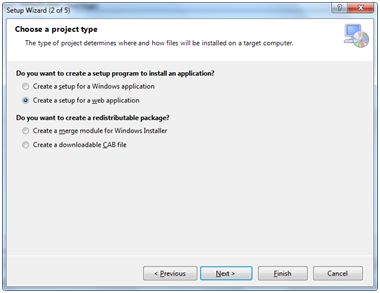 Setup Wizard (2 of 5)
Choose a project type
The type of project determines where and how files will be installed on a target computer.
Do you want to create a setup program to install an application?
Create a setup for a Windows application
Create a setup for a web application
Do you want to create a redistributable package?
Create a merge module for Windows Installer
Create a downloadable CAB file
< Previous
Next >
Finish
Cancel